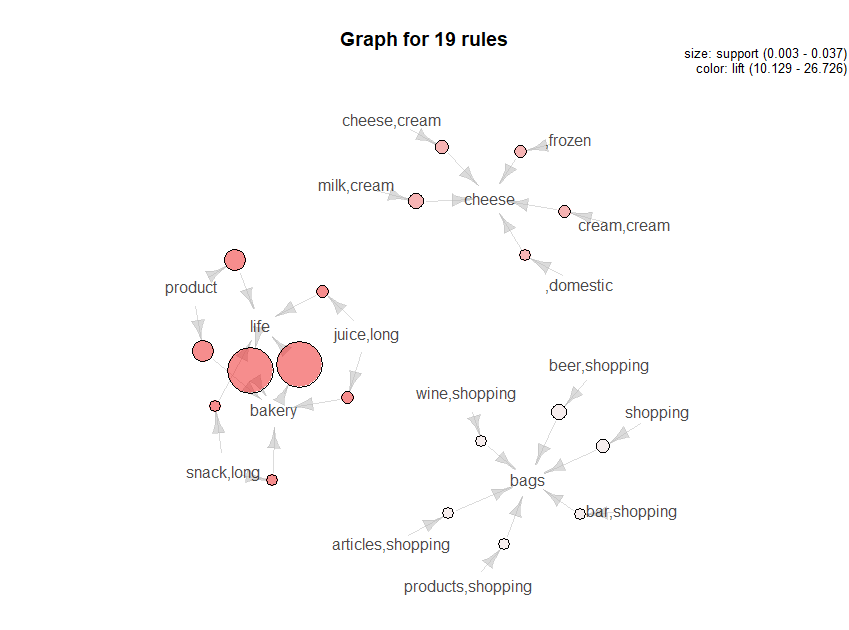 Graph for 19 rules
size: support (0.003 - 0.037)
color: lift (10.129 - 26.726)
cheese,cream
,frozen
milk,cream
cheese
cream,cream
,domestic
product
life
juice,long
bakery
snack,long
beer,shopping
wine,shopping
shopping
bags
bar,shopping
articles,shopping
products,shopping